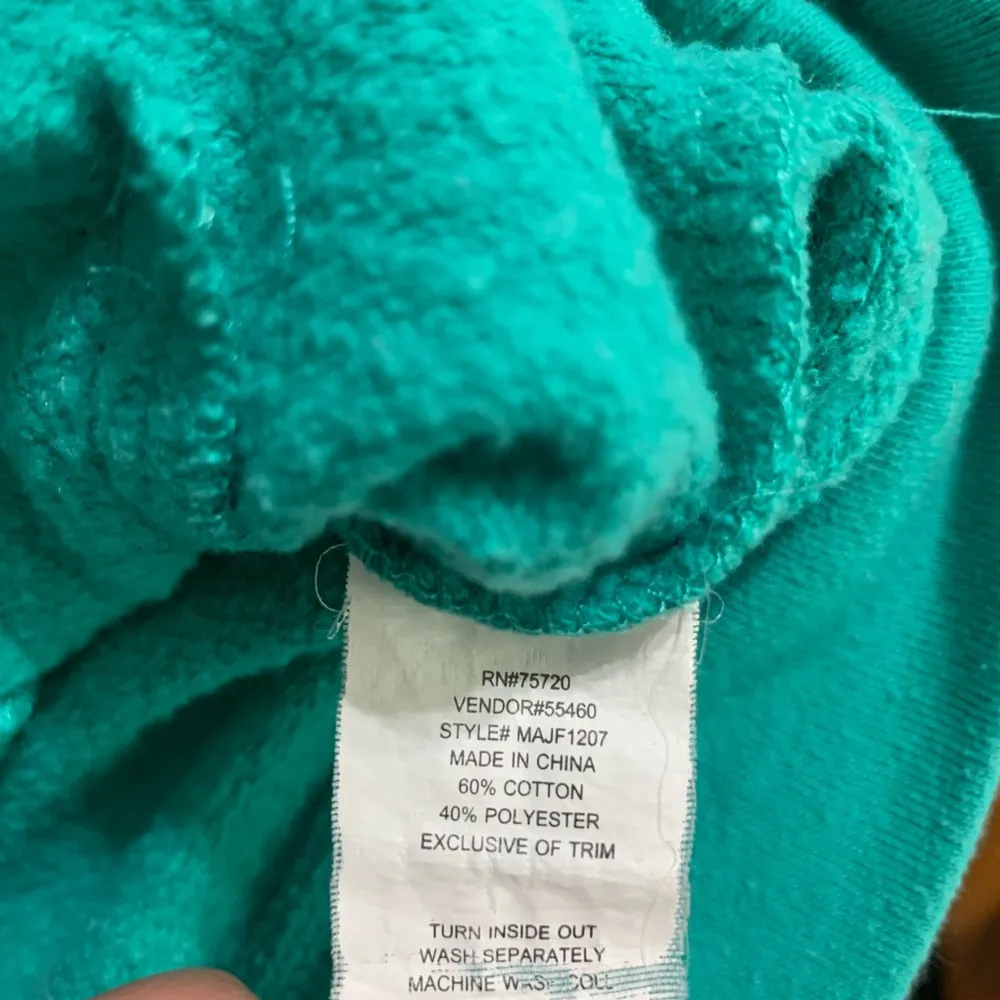 RN#75720
VENDOR#55460
STYLE# MAJF1207
MADE IN CHINA
60% COTTON
40% POLYESTER
EXCLUSIVE OF TRIM
TURN INSIDE OUT
WASH SEPARATELY
MACHINE WASH